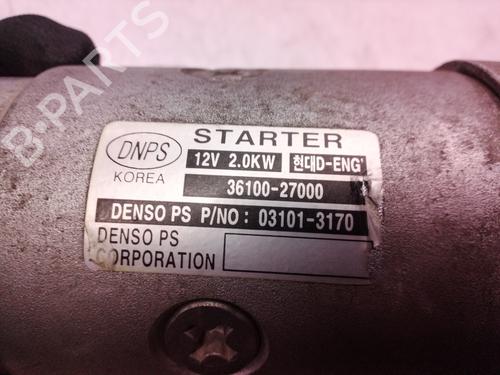 STARTER
DNPS
KOREA
12V 2.0KW 현대D-ENG'
36100-27000
DENSO PS P/NO : 03101-3170
DENSO PS
CORPORATION
B-PARTS